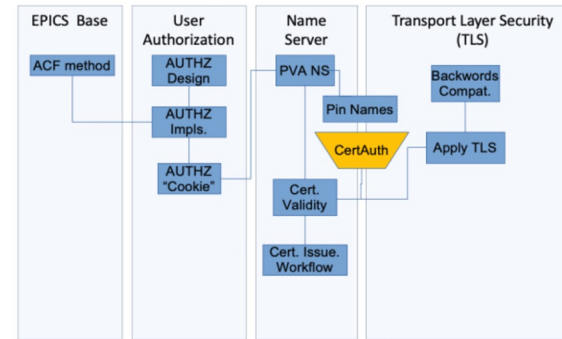 EPICS Base
User
Authorization
Name
Server
Transport Layer Security
(TLS)
ACF method
AUTHZ
Design
AUTHZ
Impls.
AUTHZ
"Cookie"
PVA NS
Pin Names
CertAuth
Cert.
Validity
Cert. Issue.
Workflow
Backwords
Compat.
Apply TLS